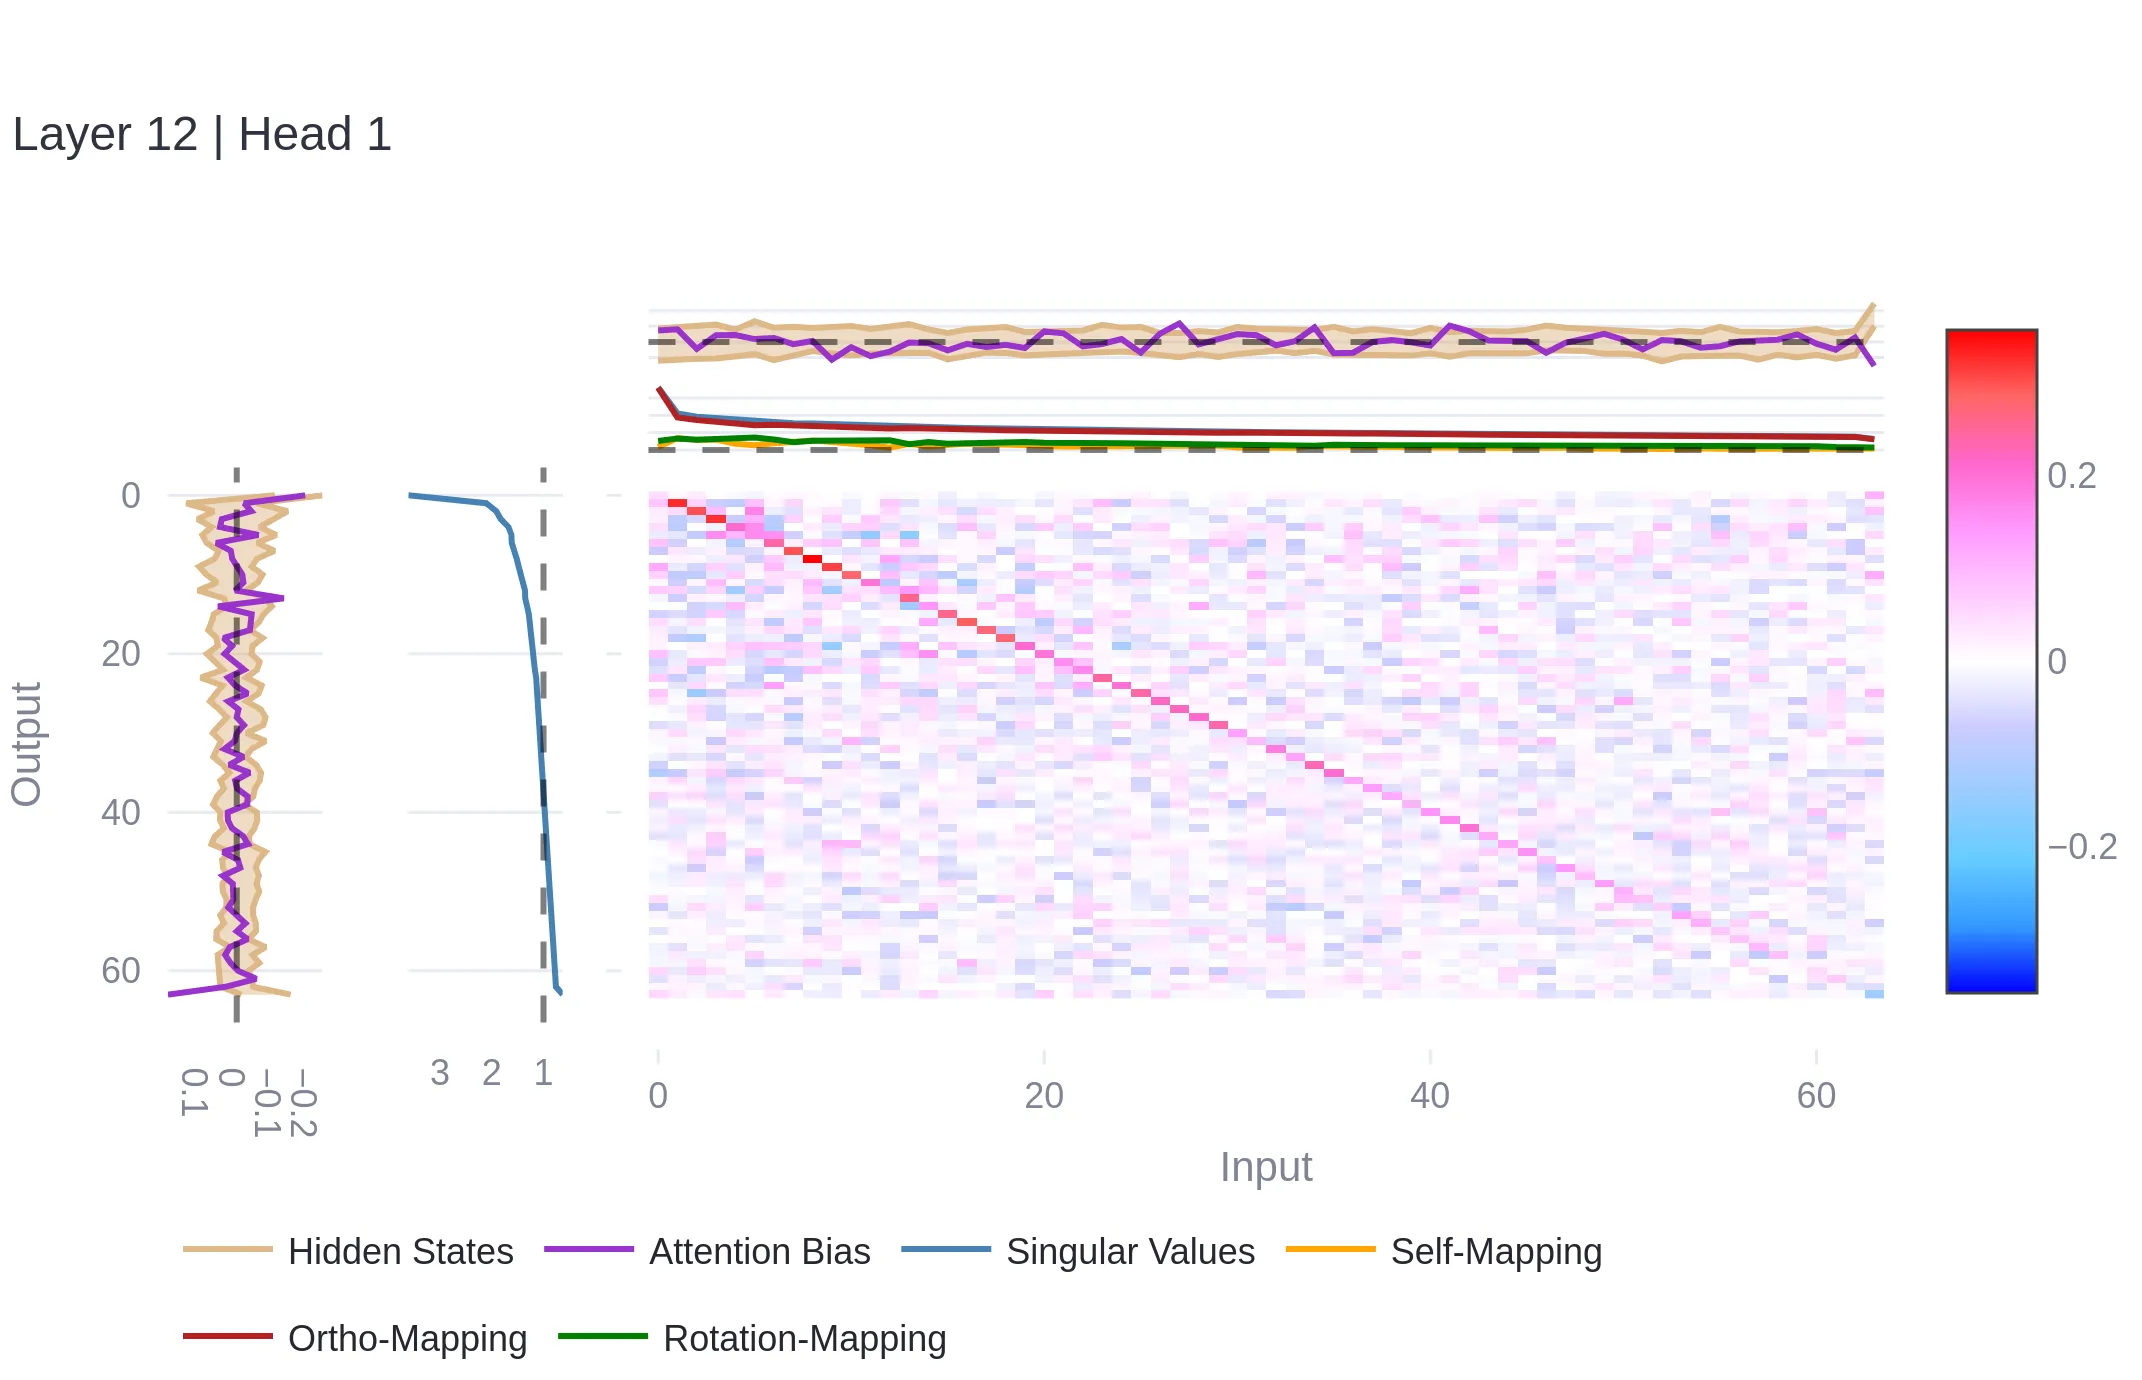 Layer 12 | Head 1
0
20
40
60
Output
0.1
0
−0.1
−0.2
3
2
1
0
20
40
60
Input
0.2
0
−0.2
Hidden States
Attention Bias
Singular Values
Self-Mapping
Ortho-Mapping
Rotation-Mapping